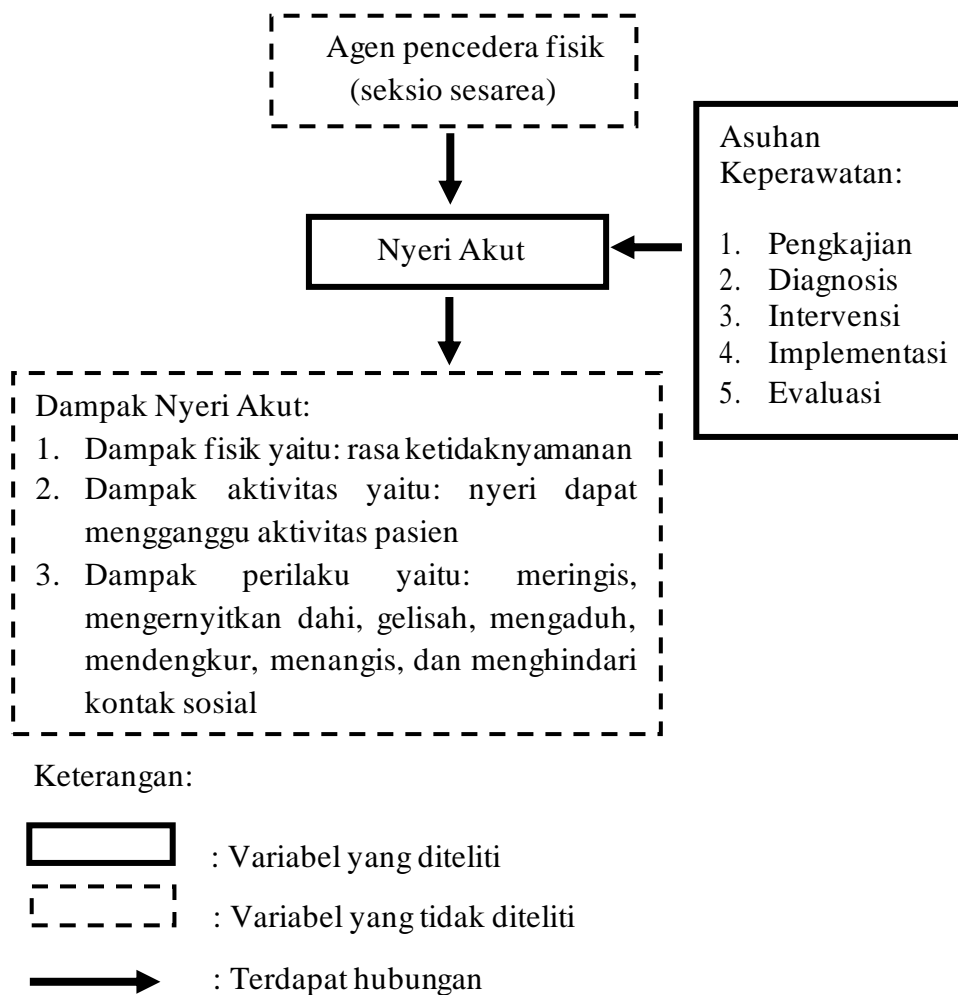 Agen pencedera fisik
(seksio sesarea)
Asuhan
Keperawatan:
1. Pengkajian
2. Diagnosis
3. Intervensi
4. Implementasi
5. Evaluasi
Nyeri Akut
Dampak Nyeri Akut:
1. Dampak fisik yaitu: rasa ketidaknyamanan
2. Dampak aktivitas yaitu: nyeri dapat
mengganggu aktivitas pasien
3. Dampak perilaku yaitu: meringis,
mengernyitkan dahi, gelisah, mengaduh,
mendengkur, menangis, dan menghindari
kontak sosial
Keterangan:
: Variabel yang diteliti
: Variabel yang tidak diteliti
: Terdapat hubungan